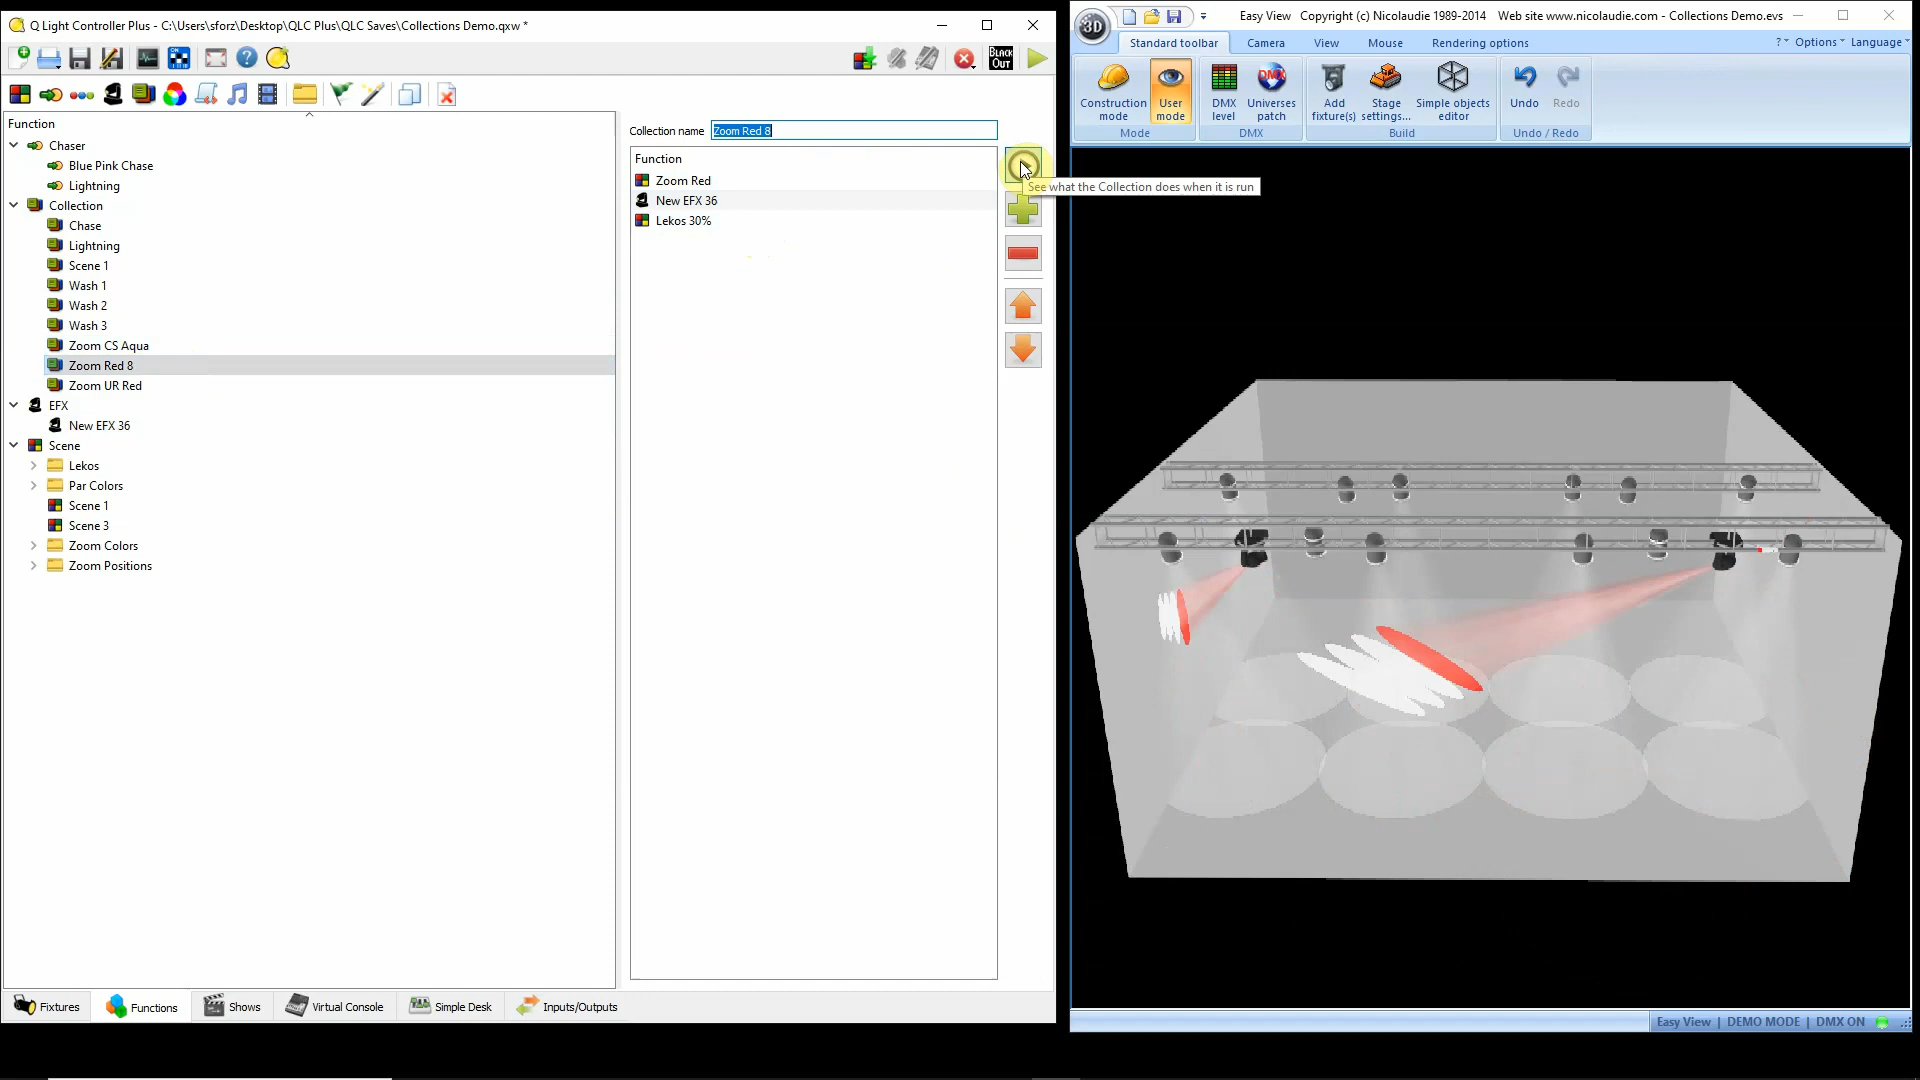 Q Light Controller Plus - C:\Users\sforz\Desktop\QLC Plus\QLC Saves\Collections Demo.qxw *
BLACK
OUT
Function
Chaser
Blue Pink Chase
Lightning
Collection
Chase
Lightning
Scene 1
Wash 1
Wash 2
Wash 3
Zoom CS Aqua
Zoom Red 8
Zoom UR Red
EFX
New EFX 36
Scene
Lekos
Par Colors
Scene 1
Scene 3
Zoom Colors
Zoom Positions
Collection name Zoom Red 8
Function
Zoom Red
New EFX 36
Lekos 30%
See what the Collection does when it is run
Fixtures
Functions
Shows
Virtual Console
Simple Desk
Inputs/Outputs
3D
Easy View Copyright (c) Nicolaudie 1989-2014 Web site www.nicolaudie.com - Collections Demo.evs
Standard toolbar
Camera
View
Mouse
Rendering options
? Options Language
Construction mode
User mode
DMX level
DMX
Universes patch
Add fixture(s)
Stage settings...
Simple objects editor
Undo
Redo
Mode
DMX
Build
Undo / Redo
Easy View | DEMO MODE | DMX ON